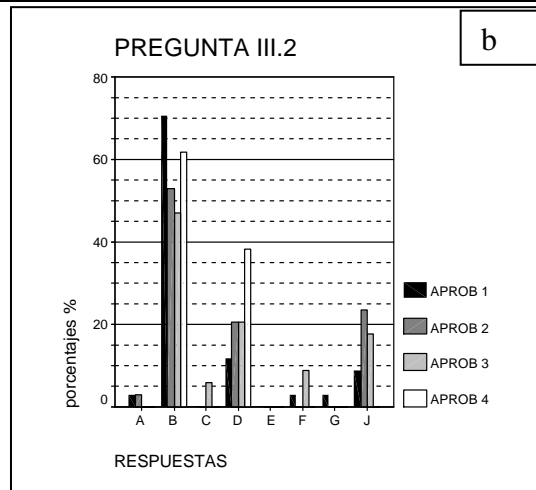 b
PREGUNTA III.2
porcentajes %
80
60
40
20
0
A B C D E F G J
RESPUESTAS
APROB 1
APROB 2
APROB 3
APROB 4